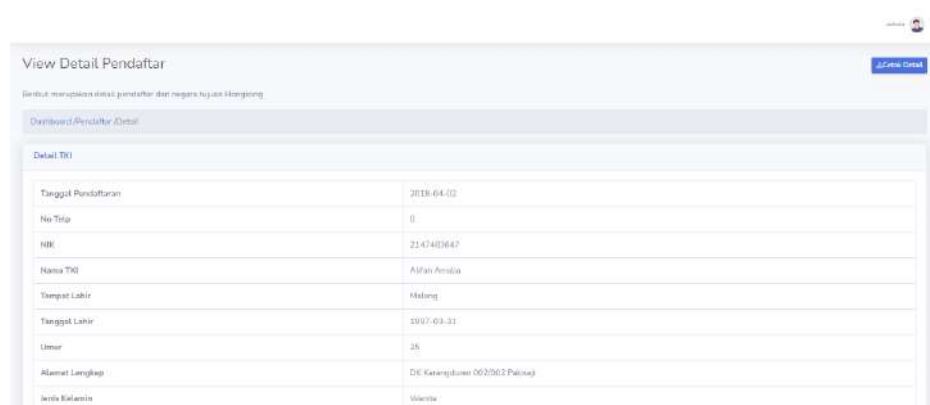 View Detail Pendaftar
Cetak Detail
Berikut merupakan detail pendaftar dari negara tujuan Hongkong
Dashboard /Pendaftar /Detail
Detail TKI
Tanggal Pendaftaran 2018-04-02
No Telp 0
NIK 2147483647
Nama TKI Alifan Amalia
Tempat Lahir Malang
Tanggal Lahir 1997-03-31
Umur 25
Alamat Lengkap DK Karangduren 002/002 Pakisaji
Jenis Kelamin Wanita